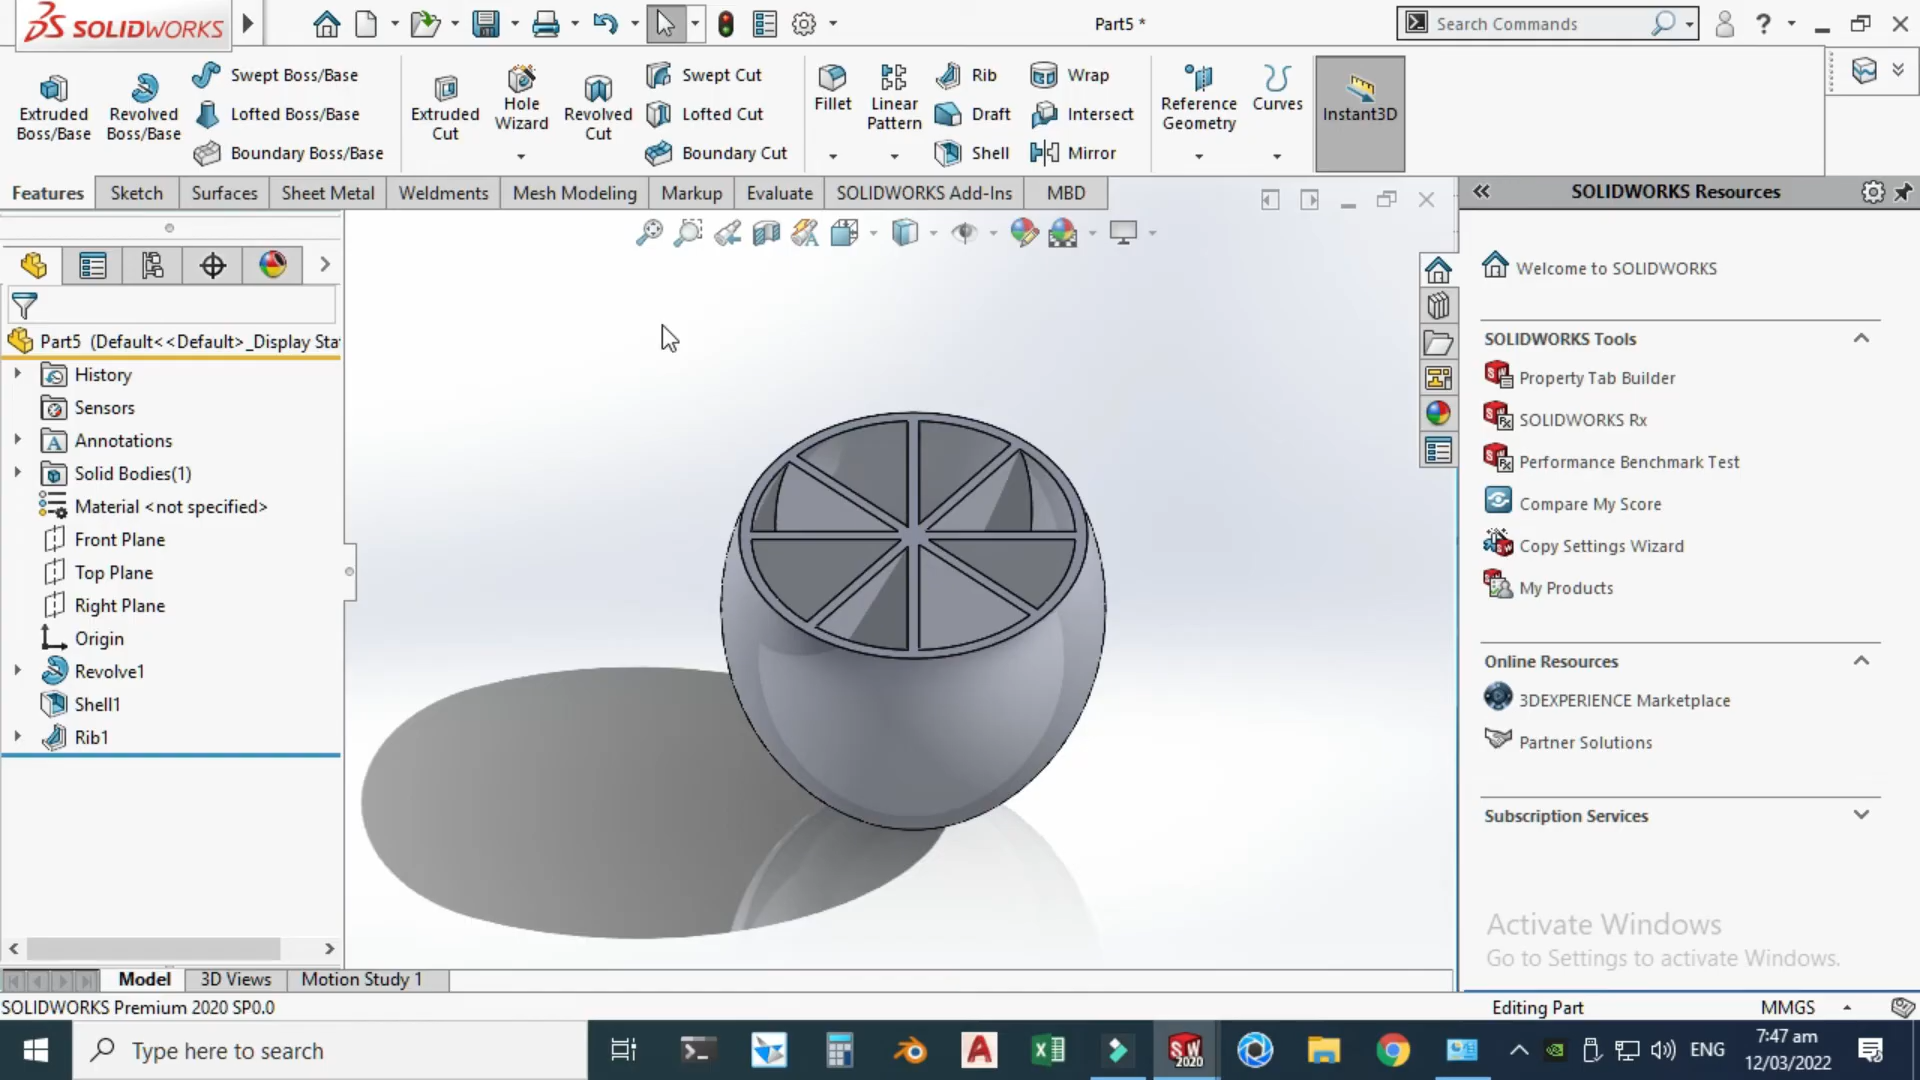 SOLIDWORKS
Part5 *
Search Commands
Extruded Boss/Base
Revolved Boss/Base
Swept Boss/Base
Lofted Boss/Base
Boundary Boss/Base
Extruded Cut
Hole Wizard
Revolved Cut
Swept Cut
Lofted Cut
Boundary Cut
Fillet
Linear Pattern
Rib
Draft
Shell
Wrap
Intersect
Mirror
Reference Geometry
Curves
Instant3D
Features
Sketch
Surfaces
Sheet Metal
Weldments
Mesh Modeling
Markup
Evaluate
SOLIDWORKS Add-Ins
MBD
Part5 (Default<<Default>_Display Sta
History
Sensors
Annotations
Solid Bodies(1)
Material <not specified>
Front Plane
Top Plane
Right Plane
Origin
Revolve1
Shell1
Rib1
SOLIDWORKS Resources
Welcome to SOLIDWORKS
SOLIDWORKS Tools
Property Tab Builder
SOLIDWORKS Rx
Performance Benchmark Test
Compare My Score
Copy Settings Wizard
My Products
Online Resources
3DEXPERIENCE Marketplace
Partner Solutions
Subscription Services
Activate Windows
Go to Settings to activate Windows.
Model
3D Views
Motion Study 1
SOLIDWORKS Premium 2020 SP0.0
Editing Part
MMGS
Type here to search
SW 2020
ENG
7:47 am
12/03/2022